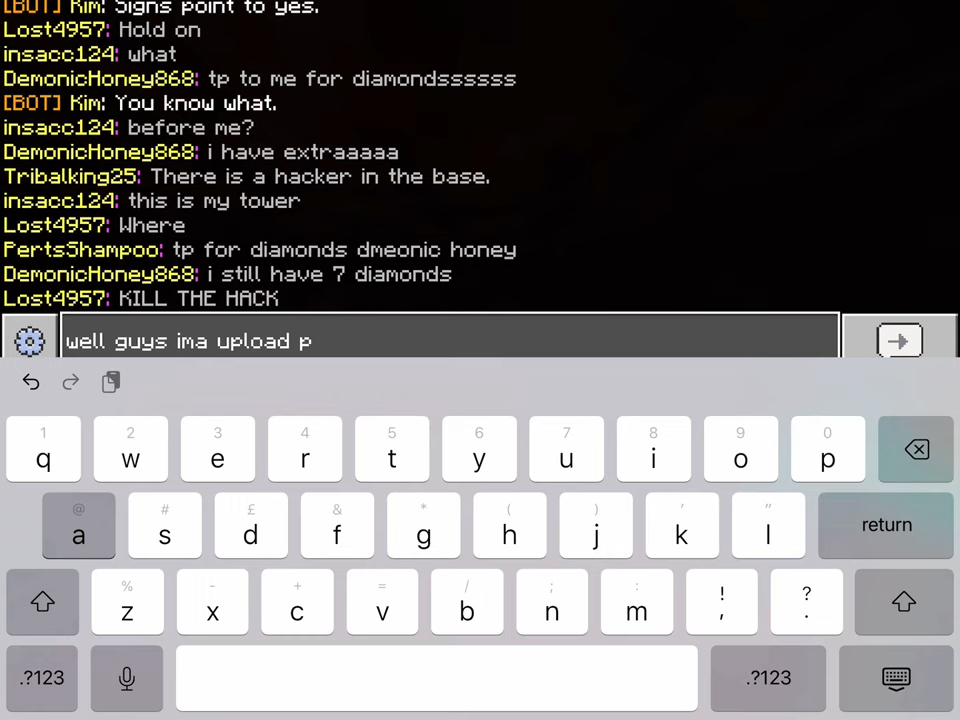 [BOT] Kim: Signs point to yes.
Lost4957: Hold on
insacc124: what
DemonicHoney868: tp to me for diamondssssss
[BOT] Kim: You know what.
insacc124: before me?
DemonicHoney868: i have extraaaaa
Tribalking25: There is a hacker in the base.
insacc124: this is my tower
Lost4957: Where
PertsShampoo: tp for diamonds dmeonic honey
DemonicHoney868: i still have 7 diamonds
Lost4957: KILL THE HACK
well guys ima upload p
1 2 3 4 5 6 7 8 9 0
q w e r t y u i o p
@ # £ & * ( ) ' "
a s d f g h j k l return
% - + = / ; : ! ?
z x c v b n m , .
.?123 .?123